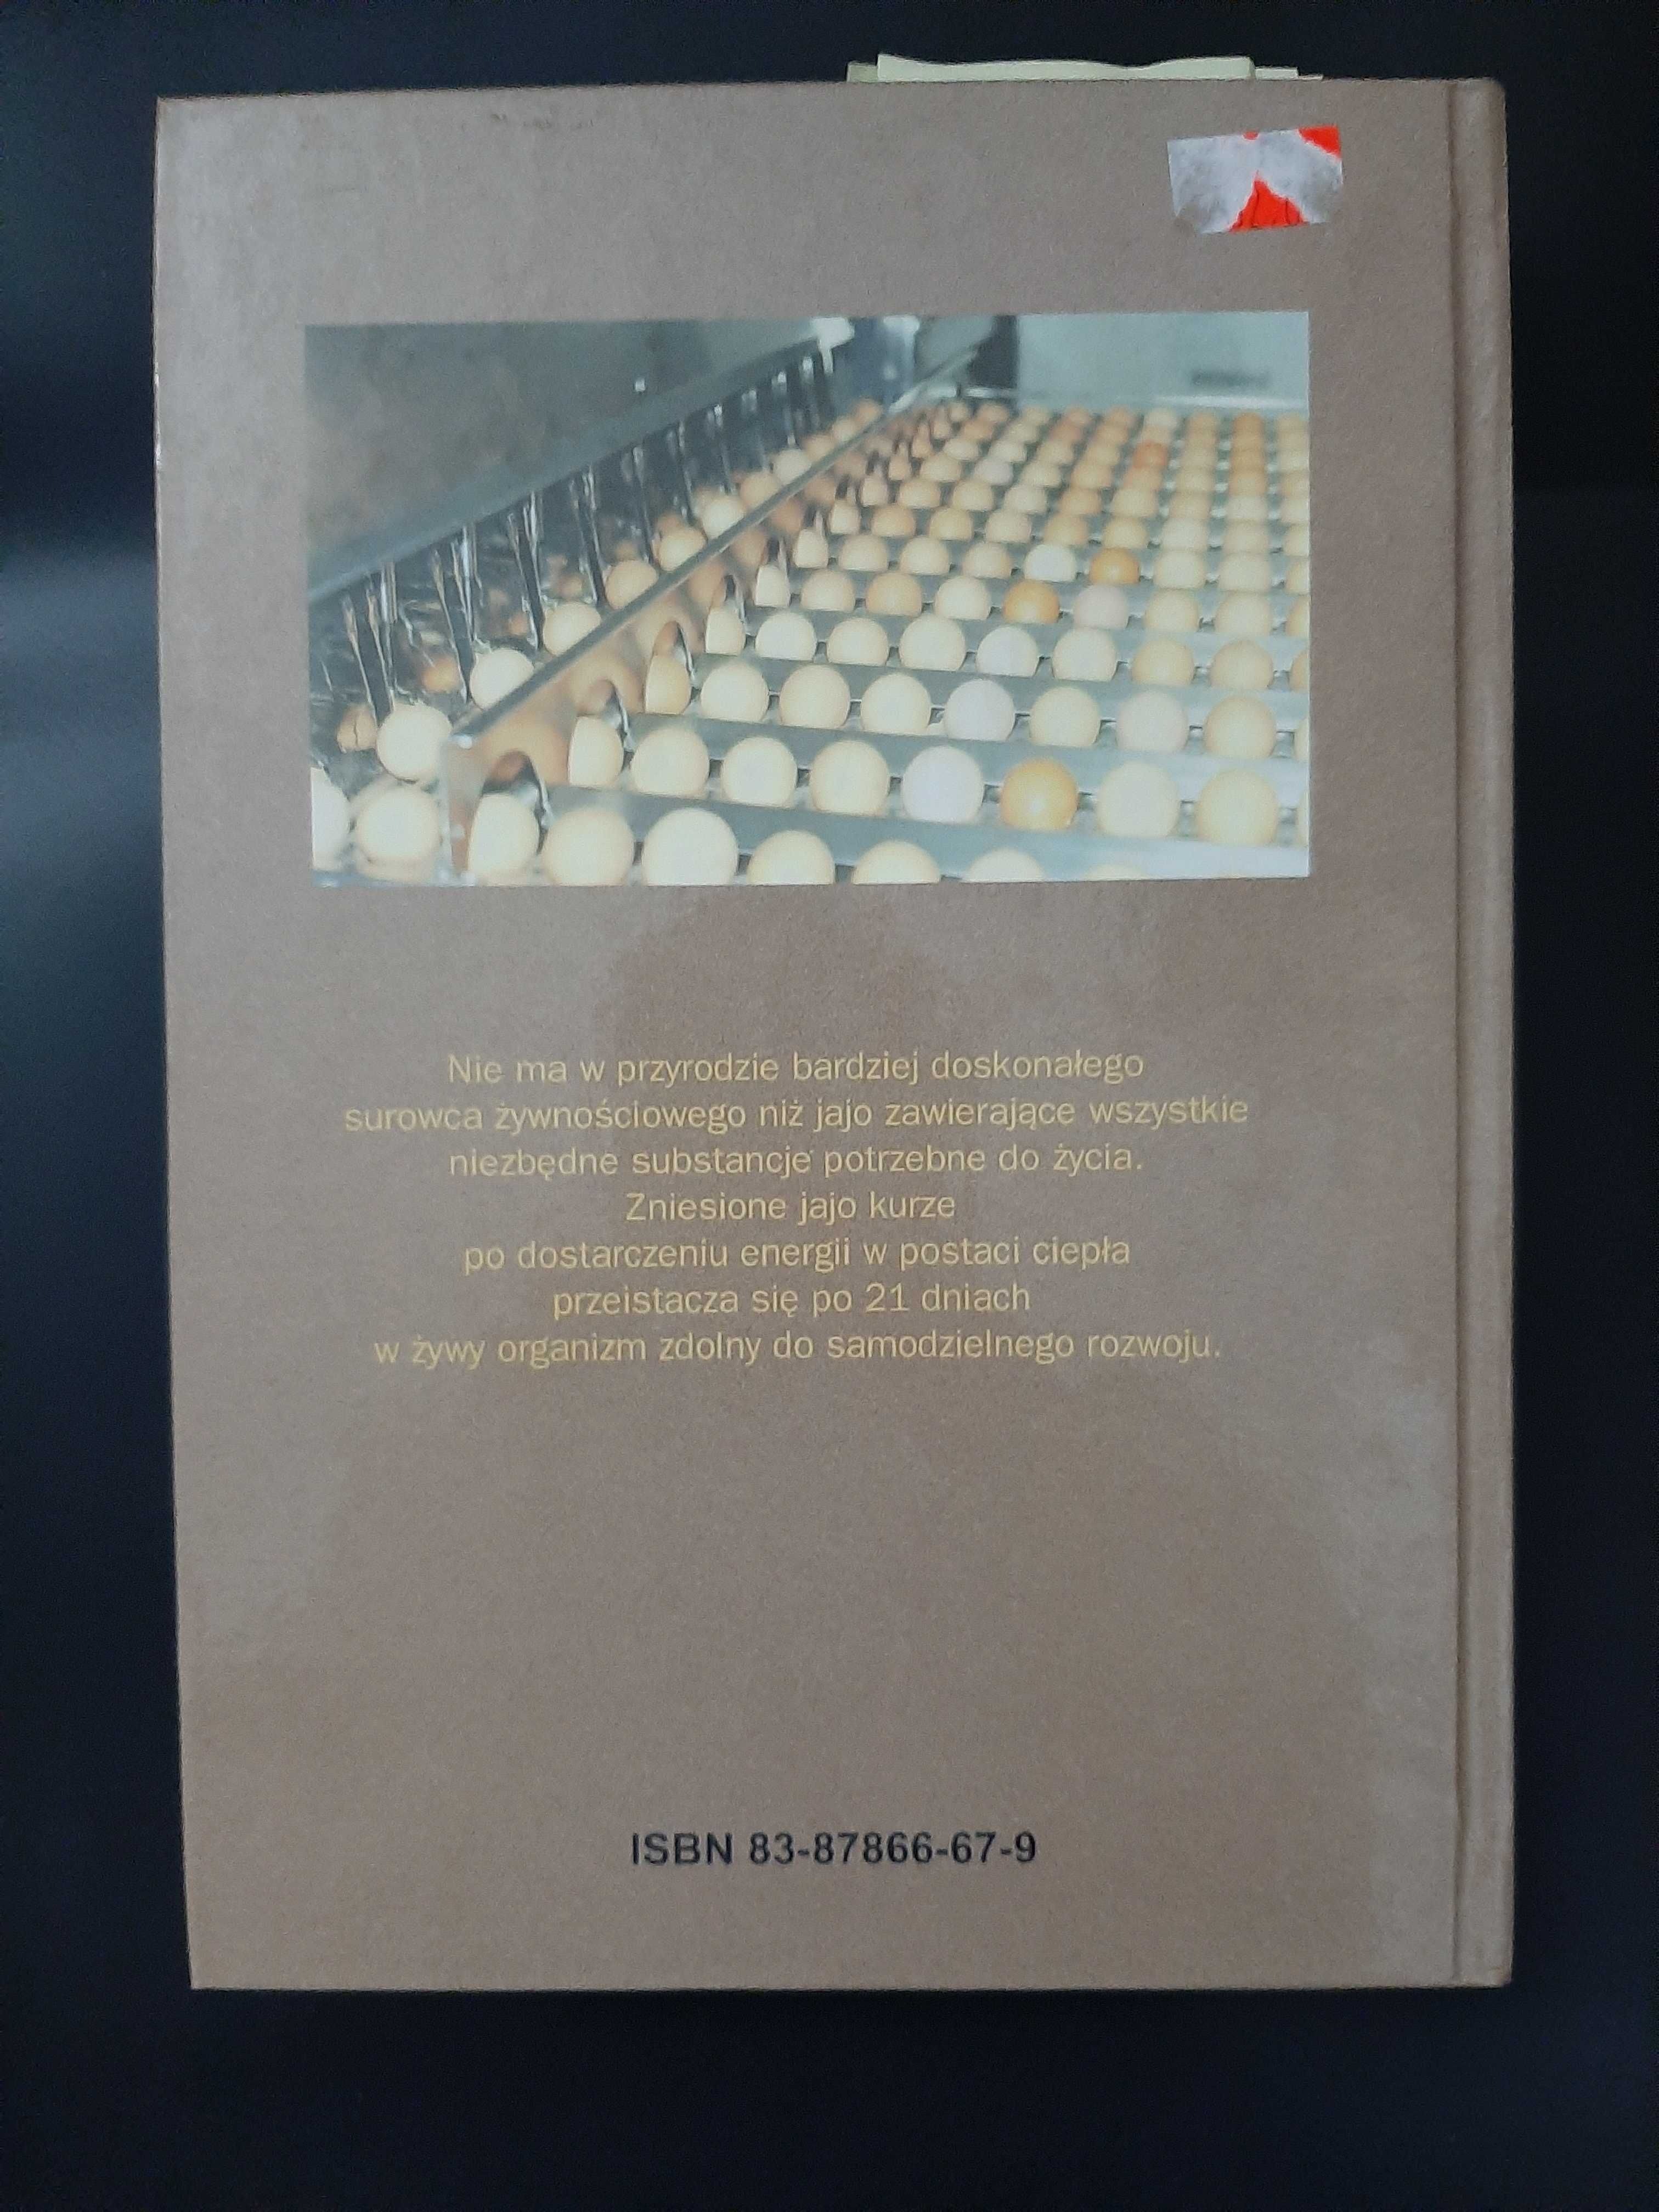 Nie ma w przyrodzie bardziej doskonałego
surowca żywnościowego niż jajo zawierające wszystkie
niezbędne substancje potrzebne do życia.
Zniesione jajo kurze
po dostarczeniu energii w postaci ciepła
przeistacza się po 21 dniach
w żywy organizm zdolny do samodzielnego rozwoju.
ISBN 83-87866-67-9